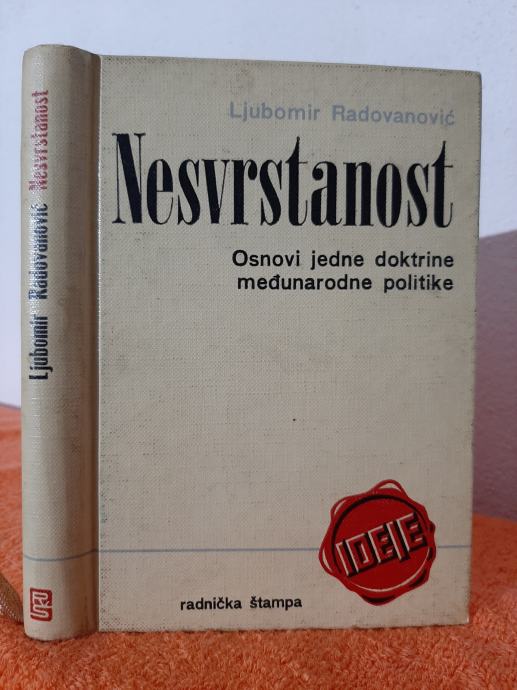 Ljubomir Radovanović
Nesvrstanost
Osnovi jedne doktrine
međunarodne politike
IDEJE
radnička štampa
Ljubomir Radovanović Nesvrstanost